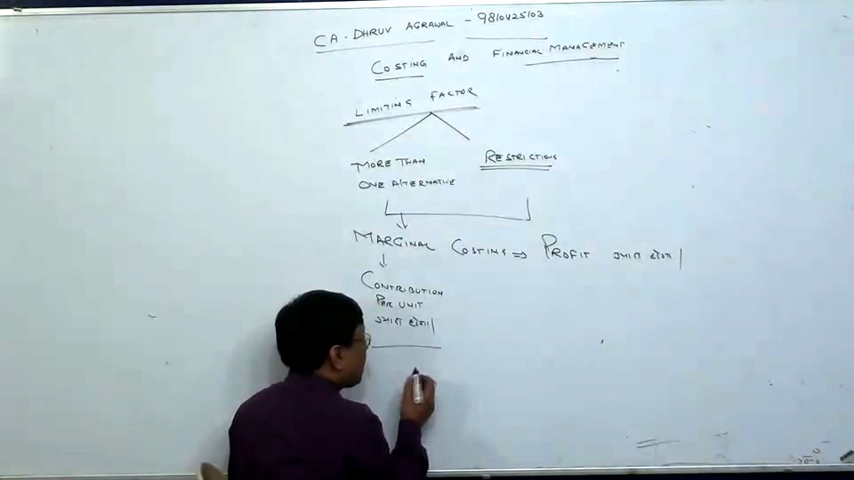 CA. DHRUV AGRAWAL - 9810425103
COSTING AND FINANCIAL MANAGEMENT
LIMITING FACTOR
MORE THAN
ONE ALTERNATIVE
RESTRICTIONS
MARGINAL COSTING ⇒ PROFIT ज्यादा होगा।
CONTRIBUTION
PER UNIT
ज्यादा होगा।